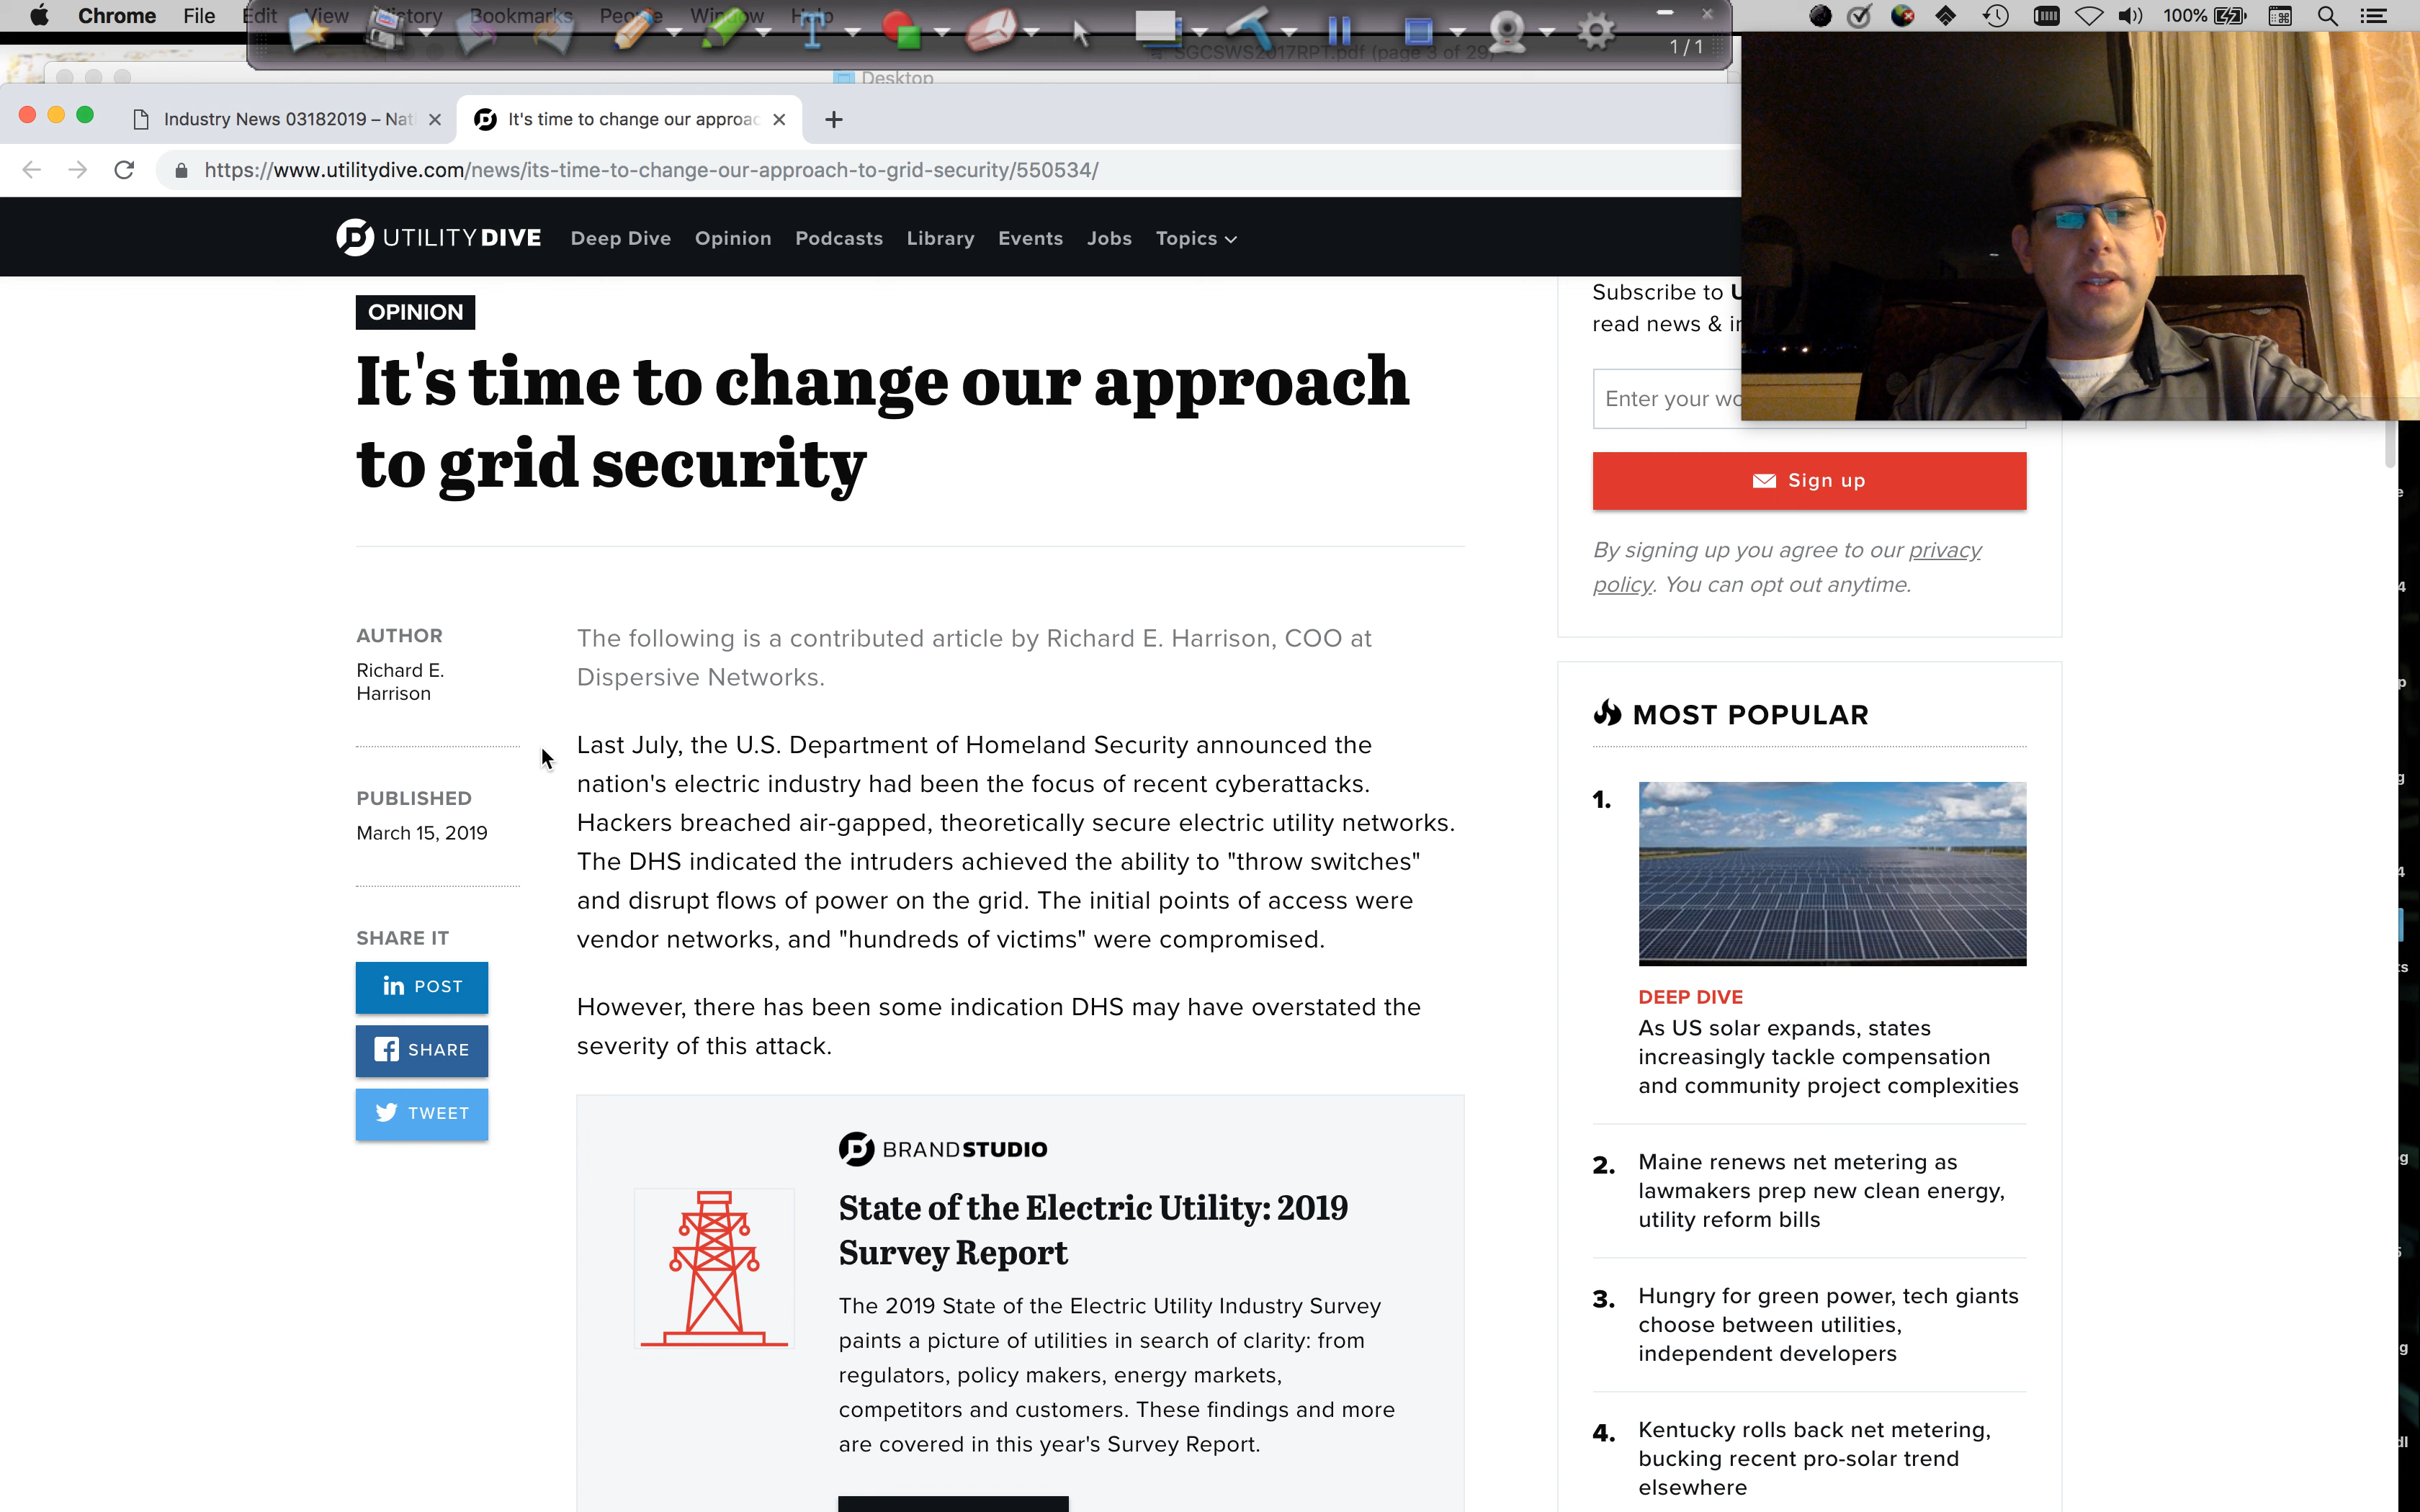 Chrome File Edit View History Bookmarks People Window Help
100%
1 / 1
SGCSWS2017RPT.pdf (page 3 of 29)
Desktop
Industry News 03182019 – Nat
It's time to change our approac
https://www.utilitydive.com/news/its-time-to-change-our-approach-to-grid-security/550534/
UTILITY DIVE Deep Dive Opinion Podcasts Library Events Jobs Topics
OPINION
It's time to change our approach
to grid security
AUTHOR
Richard E.
Harrison
PUBLISHED
March 15, 2019
SHARE IT
in POST
SHARE
TWEET
The following is a contributed article by Richard E. Harrison, COO at
Dispersive Networks.
Last July, the U.S. Department of Homeland Security announced the
nation's electric industry had been the focus of recent cyberattacks.
Hackers breached air-gapped, theoretically secure electric utility networks.
The DHS indicated the intruders achieved the ability to "throw switches"
and disrupt flows of power on the grid. The initial points of access were
vendor networks, and "hundreds of victims" were compromised.
However, there has been some indication DHS may have overstated the
severity of this attack.
BRANDSTUDIO
State of the Electric Utility: 2019
Survey Report
The 2019 State of the Electric Utility Industry Survey
paints a picture of utilities in search of clarity: from
regulators, policy makers, energy markets,
competitors and customers. These findings and more
are covered in this year's Survey Report.
Subscribe to U
read news & in
Enter your wo
Sign up
By signing up you agree to our privacy
policy. You can opt out anytime.
MOST POPULAR
1.
DEEP DIVE
As US solar expands, states
increasingly tackle compensation
and community project complexities
2. Maine renews net metering as
lawmakers prep new clean energy,
utility reform bills
3. Hungry for green power, tech giants
choose between utilities,
independent developers
4. Kentucky rolls back net metering,
bucking recent pro-solar trend
elsewhere